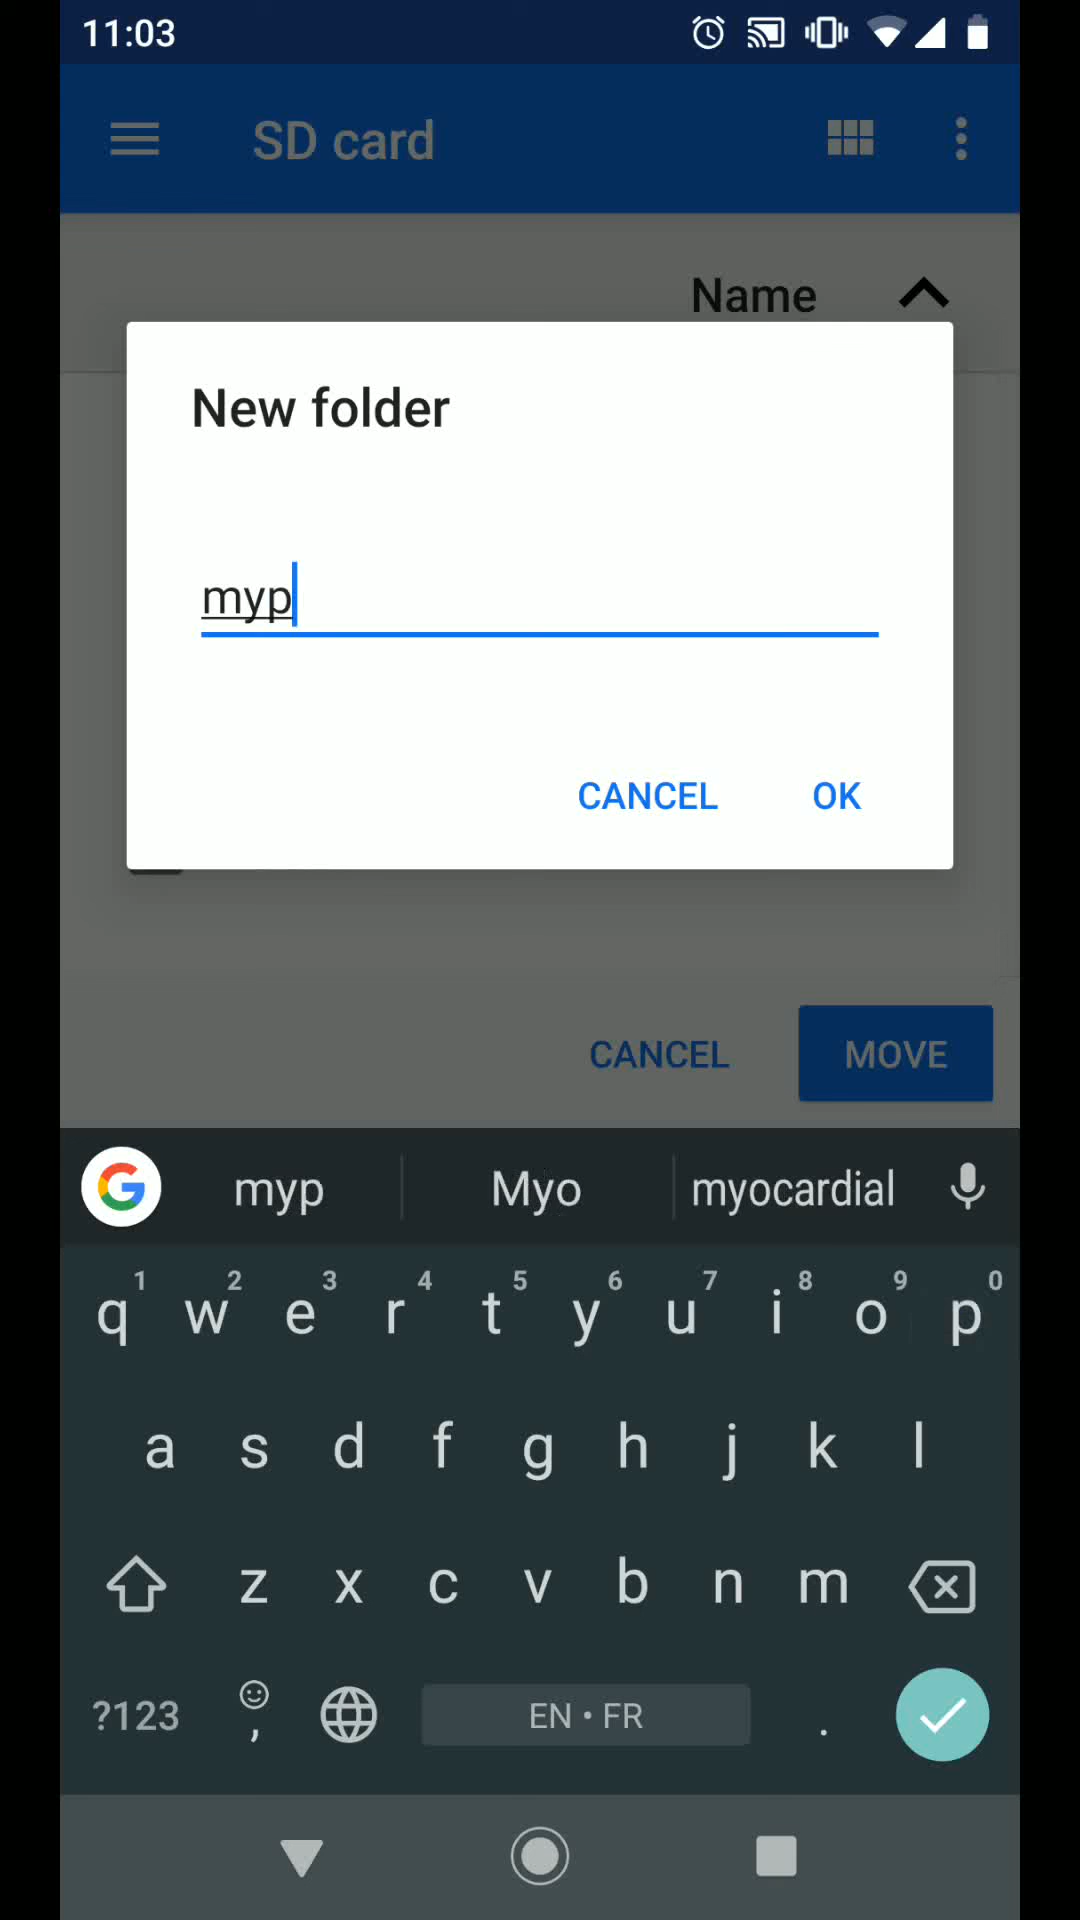 11:03
SD card
Name
New folder
myp
CANCEL OK
CANCEL MOVE
myp Myo myocardial
1 2 3 4 5 6 7 8 9 0
q w e r t y u i o p
a s d f g h j k l
z x c v b n m
?123 , EN • FR .